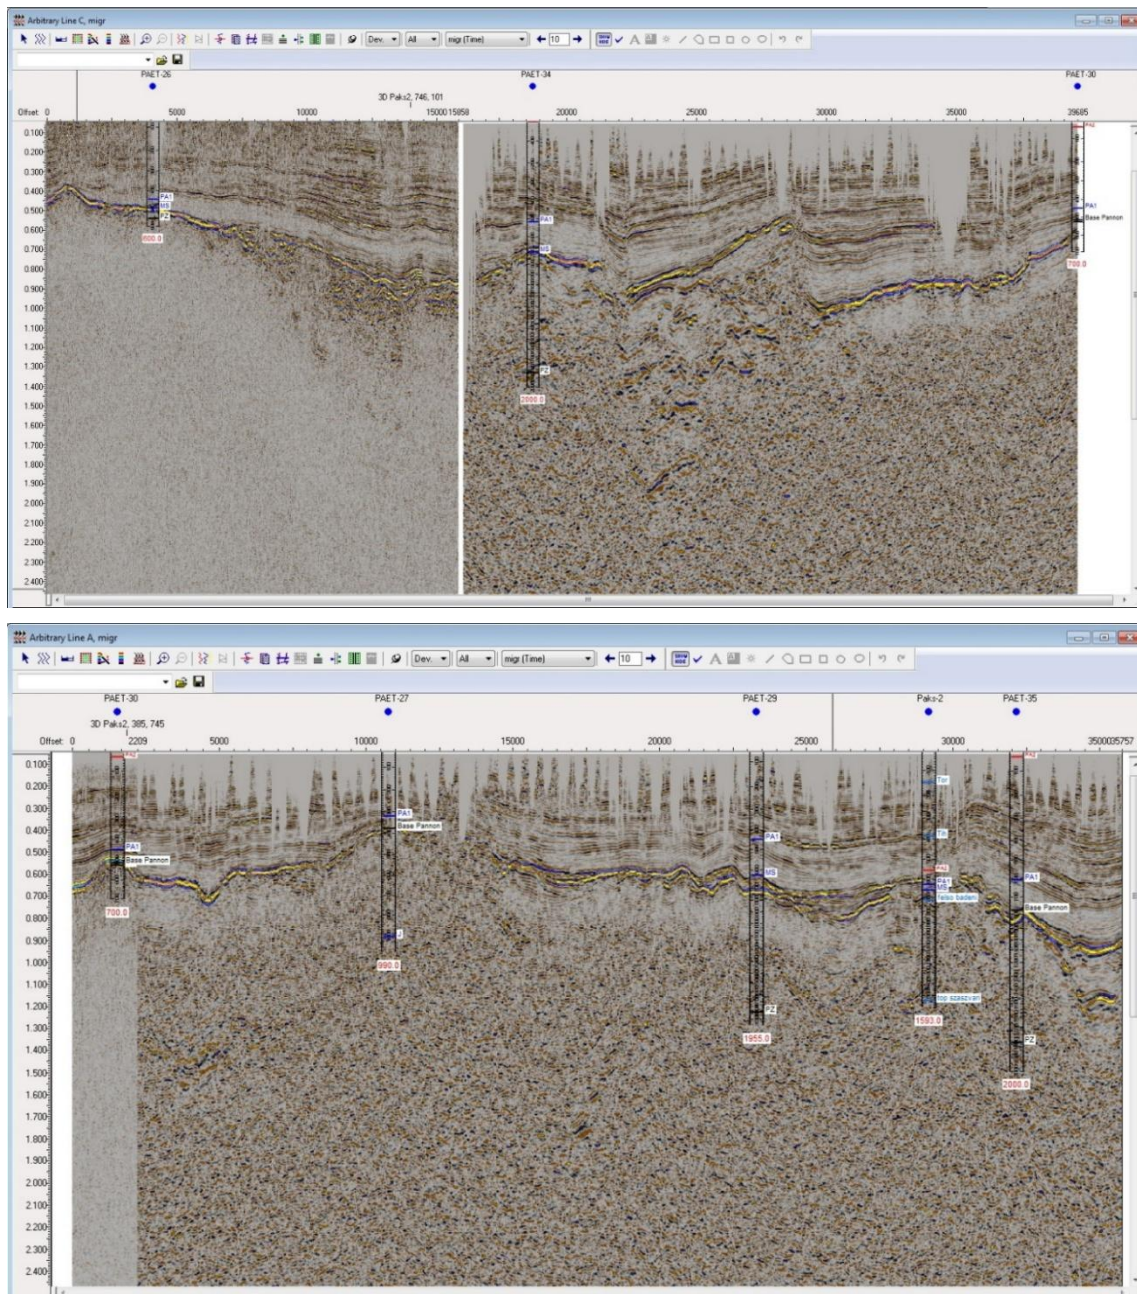 Arbitrary Line C, migr
Dev. All migr (Time) 10
PAET-26 PAET-34 PAET-30
3D Paks2, 746, 101
Offset: 0 5000 10000 15000 15858 20000 25000 30000 35000 39685
0.100
0.200
0.300
0.400
0.500
0.600
0.700
0.800
0.900
1.000
1.100
1.200
1.300
1.400
1.500
1.600
1.700
1.800
1.900
2.000
2.100
2.200
2.300
2.400
PA1
MS
PZ
600.0
PA1
MS
PZ
2000.0
PA2
PA1
Base Pannon
700.0
Arbitrary Line A, migr
Dev. All migr (Time) 10
PAET-30 PAET-27 PAET-29 Paks-2 PAET-35
3D Paks2, 385, 745
Offset: 0 2209 5000 10000 15000 20000 25000 30000 35000 35757
0.100
0.200
0.300
0.400
0.500
0.600
0.700
0.800
0.900
1.000
1.100
1.200
1.300
1.400
1.500
1.600
1.700
1.800
1.900
2.000
2.100
2.200
2.300
2.400
PA2
PA1
Base Pannon
700.0
PA1
Base Pannon
J
990.0
PA1
MS
PZ
1955.0
Tor
Tih
PA2
PA1
MS
felso badeni
top szaszvari
1593.0
PA2
PA1
Base Pannon
PZ
2000.0